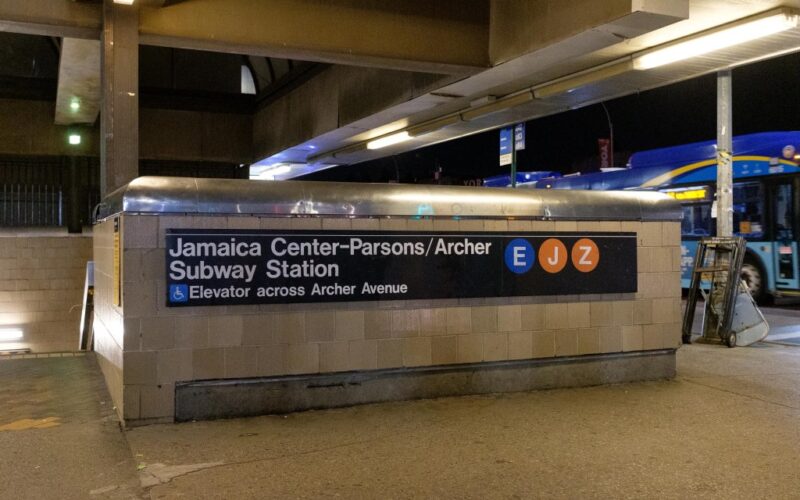 Jamaica Center-Parsons/Archer E J Z
Subway Station
Elevator across Archer Avenue